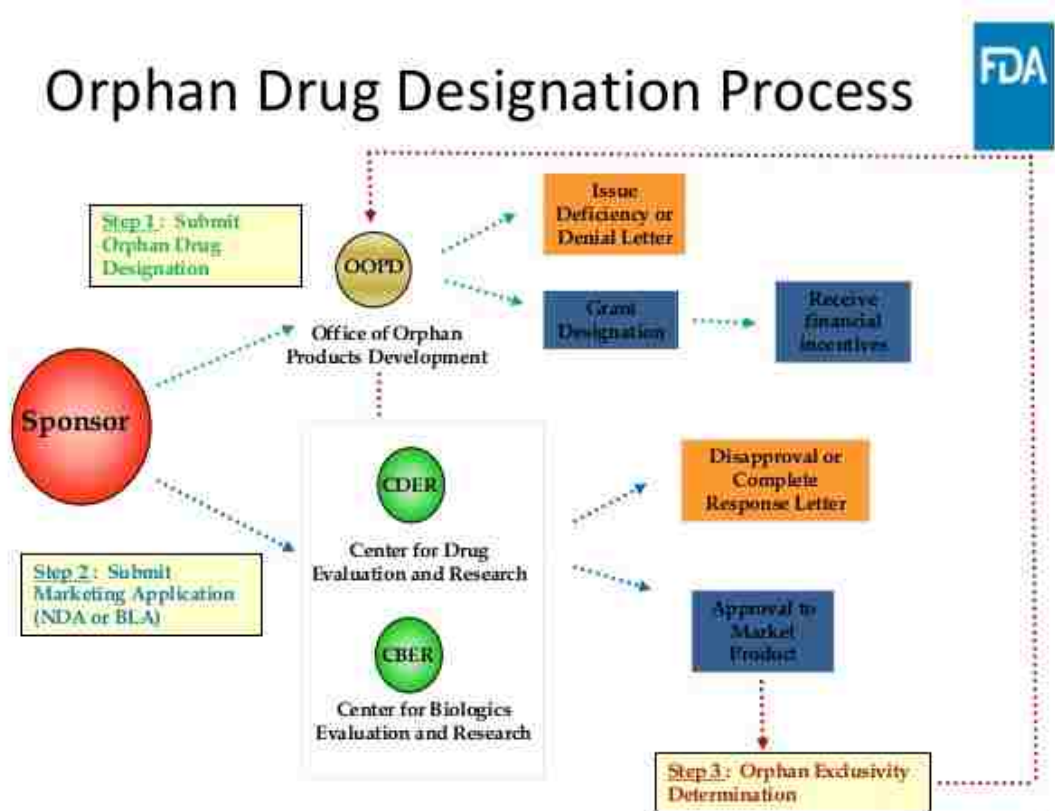 Orphan Drug Designation Process
FDA
Step 1: Submit
Orphan Drug
Designation
OOPD
Office of Orphan
Products Development
Issue
Deficiency or
Denial Letter
Grant
Designation
Receive
financial
incentives
Sponsor
Step 2: Submit
Marketing Application
(NDA or BLA)
CDER
Center for Drug
Evaluation and Research
CBER
Center for Biologics
Evaluation and Research
Disapproval or
Complete
Response Letter
Approval to
Market
Product
Step 3: Orphan Exclusivity
Determination